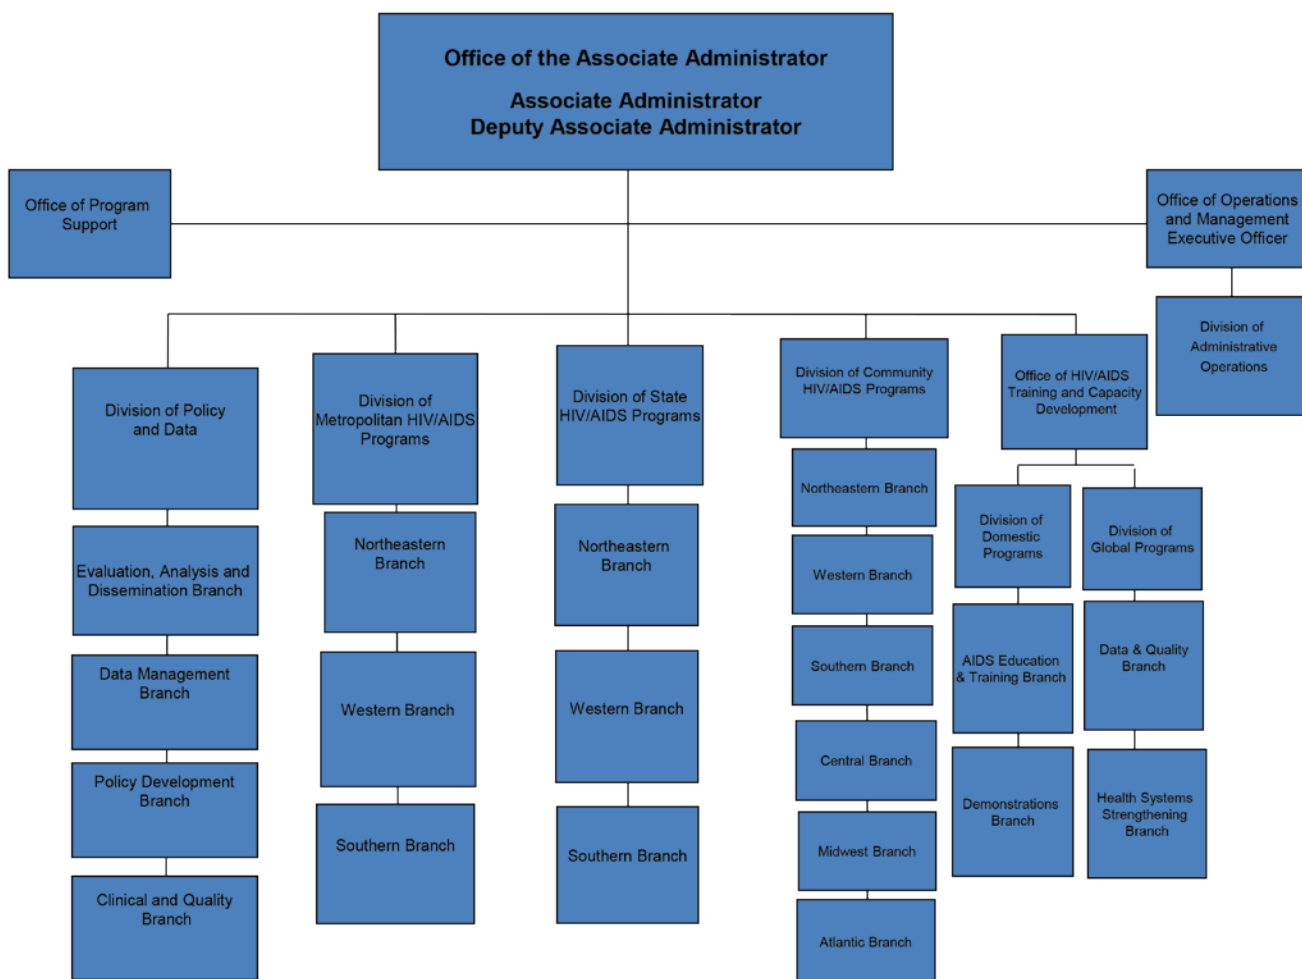 Office of the Associate Administrator
Associate Administrator
Deputy Associate Administrator
Office of Program
Support
Office of Operations
and Management
Executive Officer
Division of
Administrative
Operations
Division of Policy
and Data
Evaluation, Analysis and
Dissemination Branch
Data Management
Branch
Policy Development
Branch
Clinical and Quality
Branch
Division of
Metropolitan HIV/AIDS
Programs
Northeastern
Branch
Western Branch
Southern Branch
Division of State
HIV/AIDS Programs
Northeastern
Branch
Western Branch
Southern Branch
Division of Community
HIV/AIDS Programs
Northeastern Branch
Western Branch
Southern Branch
Central Branch
Midwest Branch
Atlantic Branch
Office of HIV/AIDS
Training and Capacity
Development
Division of
Domestic
Programs
AIDS Education
& Training Branch
Demonstrations
Branch
Division of
Global Programs
Data & Quality
Branch
Health Systems
Strengthening
Branch